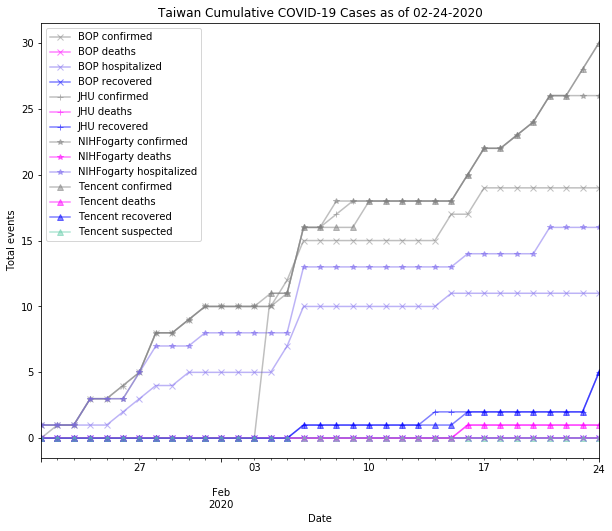 Taiwan Cumulative COVID-19 Cases as of 02-24-2020
BOP confirmed
BOP deaths
BOP hospitalized
BOP recovered
JHU confirmed
JHU deaths
JHU recovered
NIHFogarty confirmed
NIHFogarty deaths
NIHFogarty hospitalized
Tencent confirmed
Tencent deaths
Tencent recovered
Tencent suspected
Total events
30
25
20
15
10
5
0
27
03
10
17
24
Feb
2020
Date